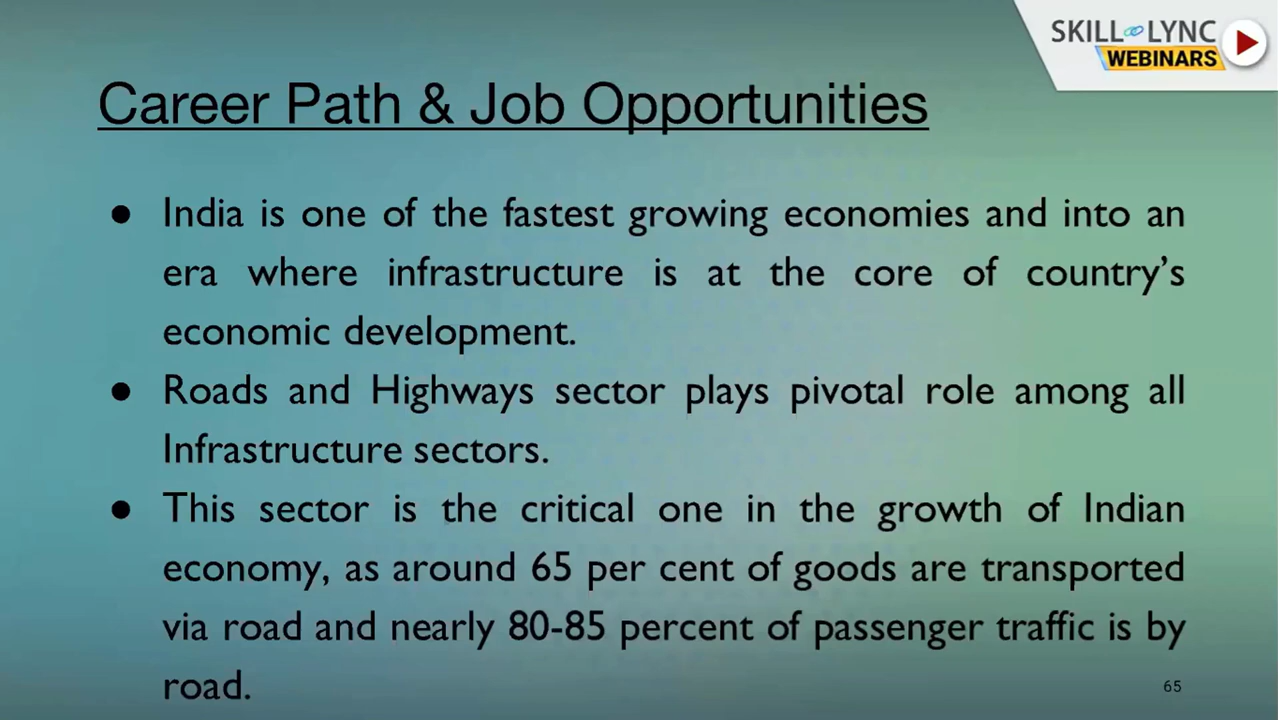 SKILL LYNC
WEBINARS
Career Path & Job Opportunities
● India is one of the fastest growing economies and into an
era where infrastructure is at the core of country’s
economic development.
● Roads and Highways sector plays pivotal role among all
Infrastructure sectors.
● This sector is the critical one in the growth of Indian
economy, as around 65 per cent of goods are transported
via road and nearly 80-85 percent of passenger traffic is by
road.
65